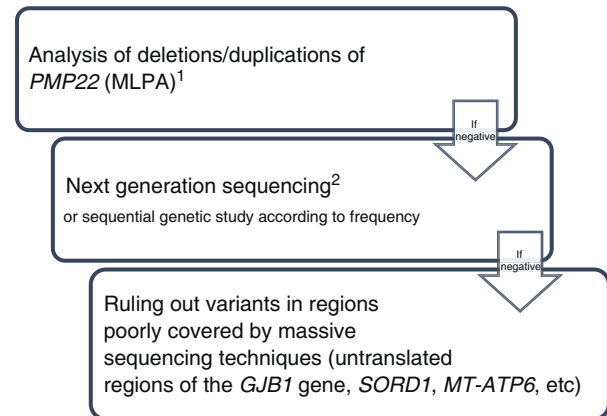 Analysis of deletions/duplications of
PMP22 (MLPA)1
If
negative
Next generation sequencing2
or sequential genetic study according to frequency
If
negative
Ruling out variants in regions
poorly covered by massive
sequencing techniques (untranslated
regions of the GJB1 gene, SORD1, MT-ATP6, etc)